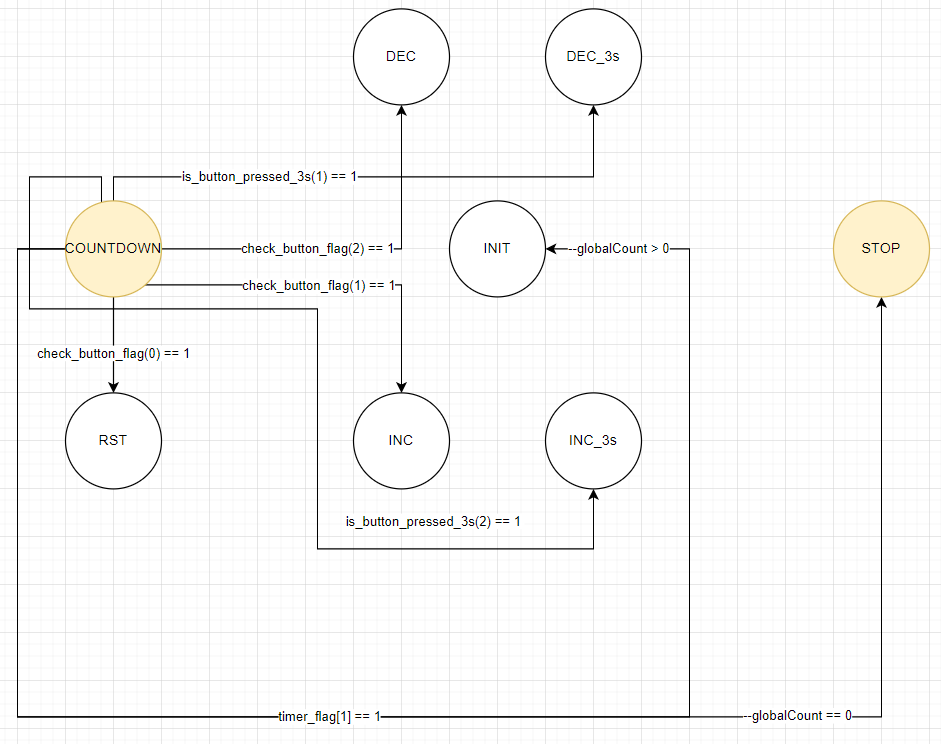 DEC
DEC_3s
is_button_pressed_3s(1) == 1
COUNTDOWN
check_button_flag(2) == 1
INIT
--globalCount > 0
STOP
check_button_flag(1) == 1
check_button_flag(0) == 1
RST
INC
INC_3s
is_button_pressed_3s(2) == 1
timer_flag[1] == 1
--globalCount == 0